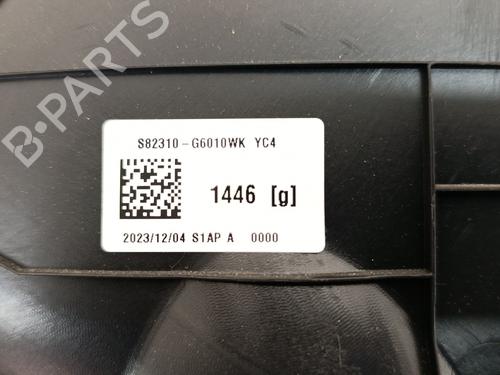 B-PARTS
S82310-G6010WK YC4
1446 [g]
2023/12/04 S1AP A 0000